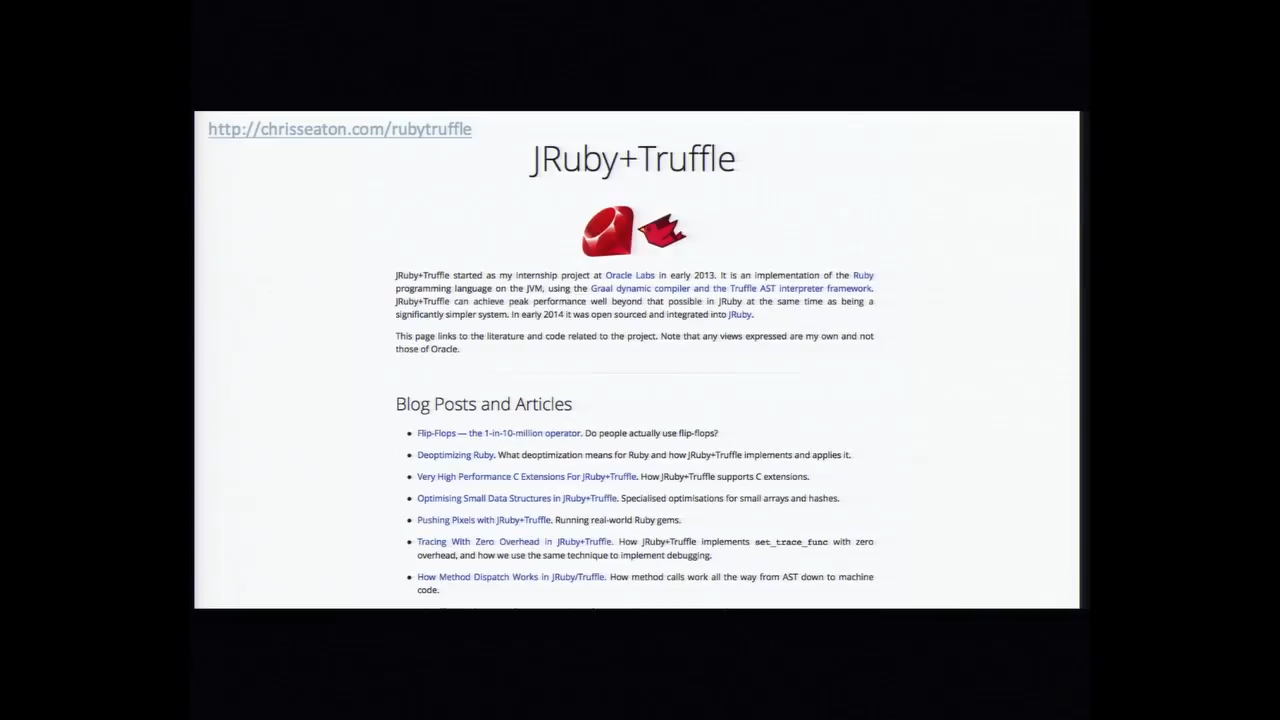 http://chrisseaton.com/rubytruffle
JRuby+Truffle
JRuby+Truffle started as my internship project at Oracle Labs in early 2013. It is an implementation of the Ruby
programming language on the JVM, using the Graal dynamic compiler and the Truffle AST interpreter framework.
JRuby+Truffle can achieve peak performance well beyond that possible in JRuby at the same time as being a
significantly simpler system. In early 2014 it was open sourced and integrated into JRuby.
This page links to the literature and code related to the project. Note that any views expressed are my own and not
those of Oracle.
Blog Posts and Articles
• Flip-Flops — the 1-in-10-million operator. Do people actually use flip-flops?
• Deoptimizing Ruby. What deoptimization means for Ruby and how JRuby+Truffle implements and applies it.
• Very High Performance C Extensions For JRuby+Truffle. How JRuby+Truffle supports C extensions.
• Optimising Small Data Structures in JRuby+Truffle. Specialised optimisations for small arrays and hashes.
• Pushing Pixels with JRuby+Truffle. Running real-world Ruby gems.
• Tracing With Zero Overhead in JRuby+Truffle. How JRuby+Truffle implements set_trace_func with zero
overhead, and how we use the same technique to implement debugging.
• How Method Dispatch Works in JRuby/Truffle. How method calls work all the way from AST down to machine
code.